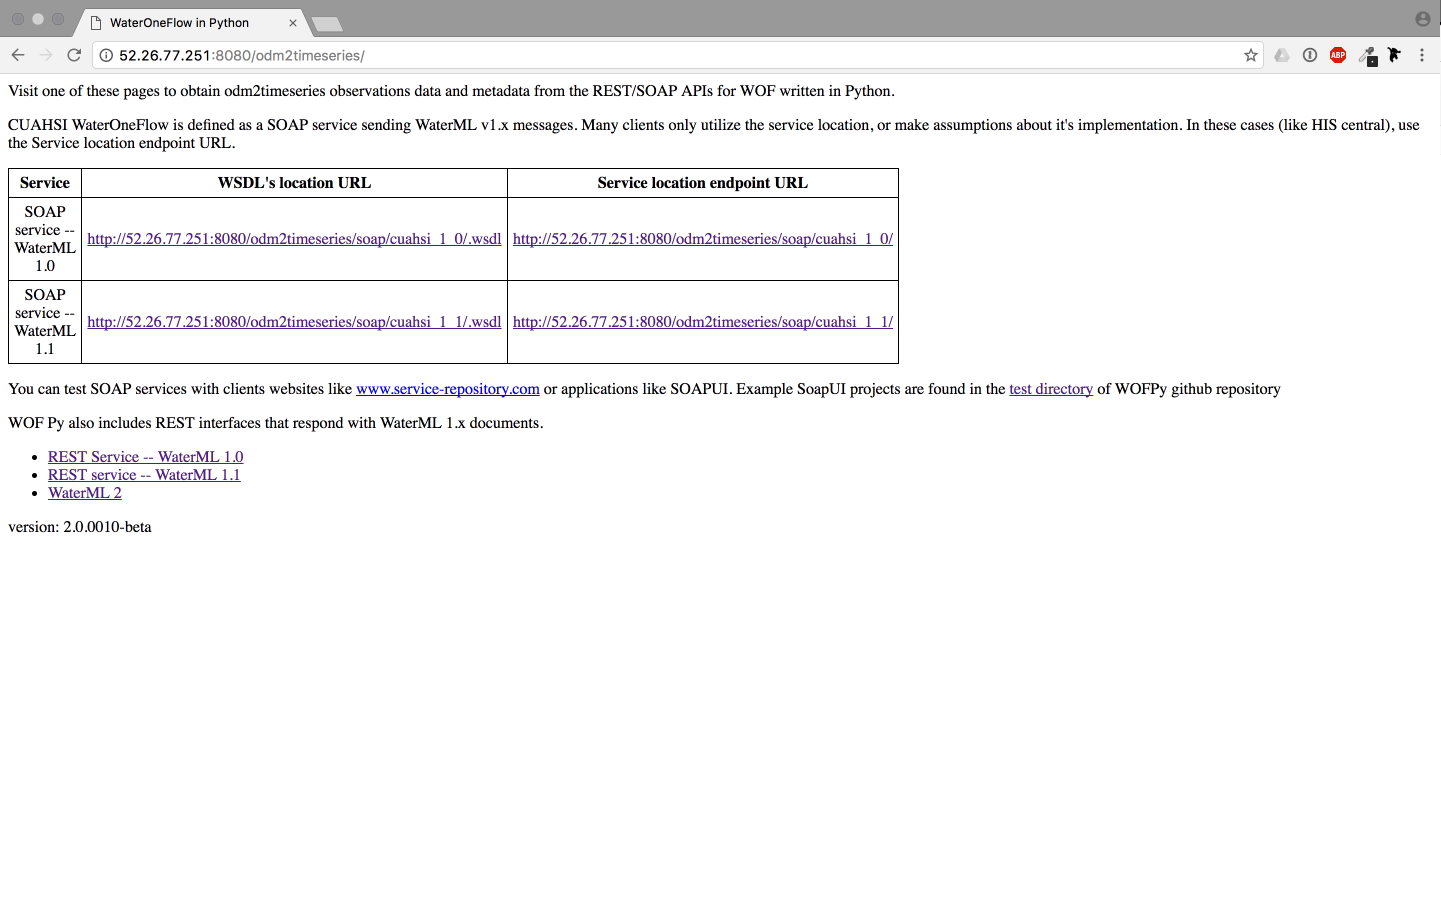 WaterOneFlow in Python
52.26.77.251:8080/odm2timeseries/
ABP
Visit one of these pages to obtain odm2timeseries observations data and metadata from the REST/SOAP APIs for WOF written in Python.
CUAHSI WaterOneFlow is defined as a SOAP service sending WaterML v1.x messages. Many clients only utilize the service location, or make assumptions about it's implementation. In these cases (like HIS central), use
the Service location endpoint URL.
Service WSDL's location URL Service location endpoint URL
SOAP
service --
WaterML
1.0
http://52.26.77.251:8080/odm2timeseries/soap/cuahsi_1_0/.wsdl http://52.26.77.251:8080/odm2timeseries/soap/cuahsi_1_0/
SOAP
service --
WaterML
1.1
http://52.26.77.251:8080/odm2timeseries/soap/cuahsi_1_1/.wsdl http://52.26.77.251:8080/odm2timeseries/soap/cuahsi_1_1/
You can test SOAP services with clients websites like www.service-repository.com or applications like SOAPUI. Example SoapUI projects are found in the test directory of WOFPy github repository
WOF Py also includes REST interfaces that respond with WaterML 1.x documents.
• REST Service -- WaterML 1.0
• REST service -- WaterML 1.1
• WaterML 2
version: 2.0.0010-beta